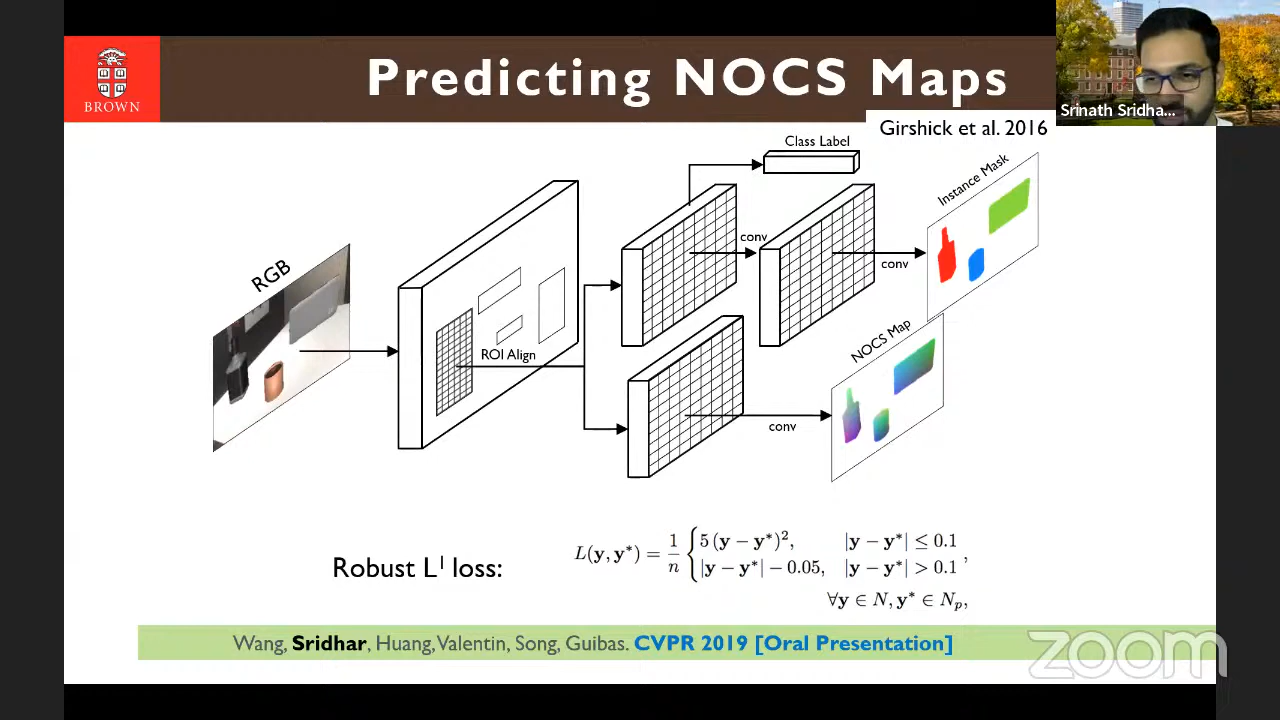 BROWN
Predicting NOCS Maps
Srinath Sridha...
Girshick et al. 2016
Class Label
Instance Mask
conv
conv
RGB
ROI Align
NOCS Map
conv
Robust L¹ loss:
L(y, y*) = 1/n { 5 (y − y*)², |y − y*| ≤ 0.1
|y − y*| − 0.05, |y − y*| > 0.1 ,
∀y ∈ N, y* ∈ Nₚ,
Wang, Sridhar, Huang, Valentin, Song, Guibas. CVPR 2019 [Oral Presentation]
zoom